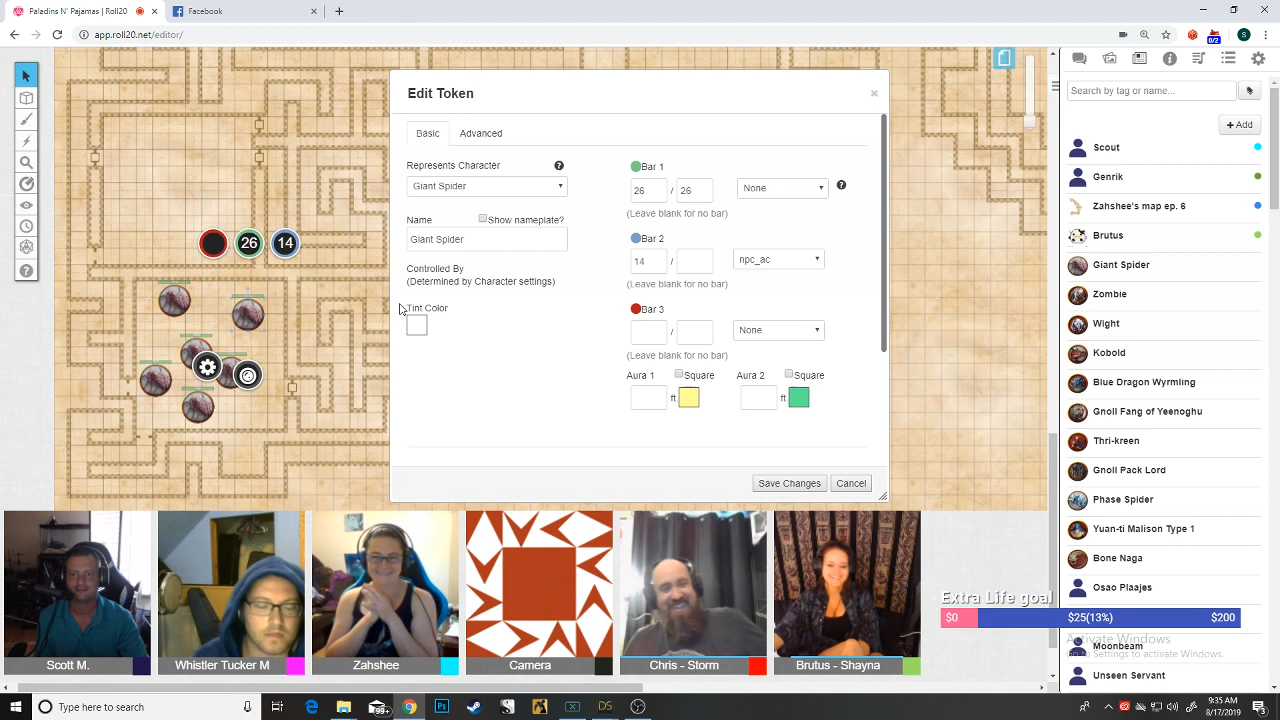 Paladins N' Pajamas | Roll20
Facebook
app.roll20.net/editor/
0/2
S
Edit Token
Basic
Advanced
Represents Character
Giant Spider
Name
Show nameplate?
Giant Spider
Controlled By
(Determined by Character settings)
Tint Color
Bar 1
26 / 26
None
(Leave blank for no bar)
Bar 2
14 /
npc_ac
(Leave blank for no bar)
Bar 3
/
None
(Leave blank for no bar)
Aura 1
Square
Aura 2
Square
ft.
ft.
Save Changes
Cancel
26
14
Search by tag or name...
+ Add
Scout
Genrik
Zahshee's map ep. 6
Brutus
Giant Spider
Zombie
Wight
Kobold
Blue Dragon Wyrmling
Gnoll Fang of Yeenoghu
Thri-kreen
Gnoll Pack Lord
Phase Spider
Yuan-ti Malison Type 1
Bone Naga
Osao Plaajes
Moonbeam
Unseen Servant
Extra Life goal
$0
$25(13%)
$200
Activate Windows
Go to Settings to activate Windows.
Scott M.
Whistler Tucker M
Zahshee
Camera
Chris - Storm
Brutus - Shayna
Type here to search
99+
Ps
DS
9:35 AM
8/17/2019